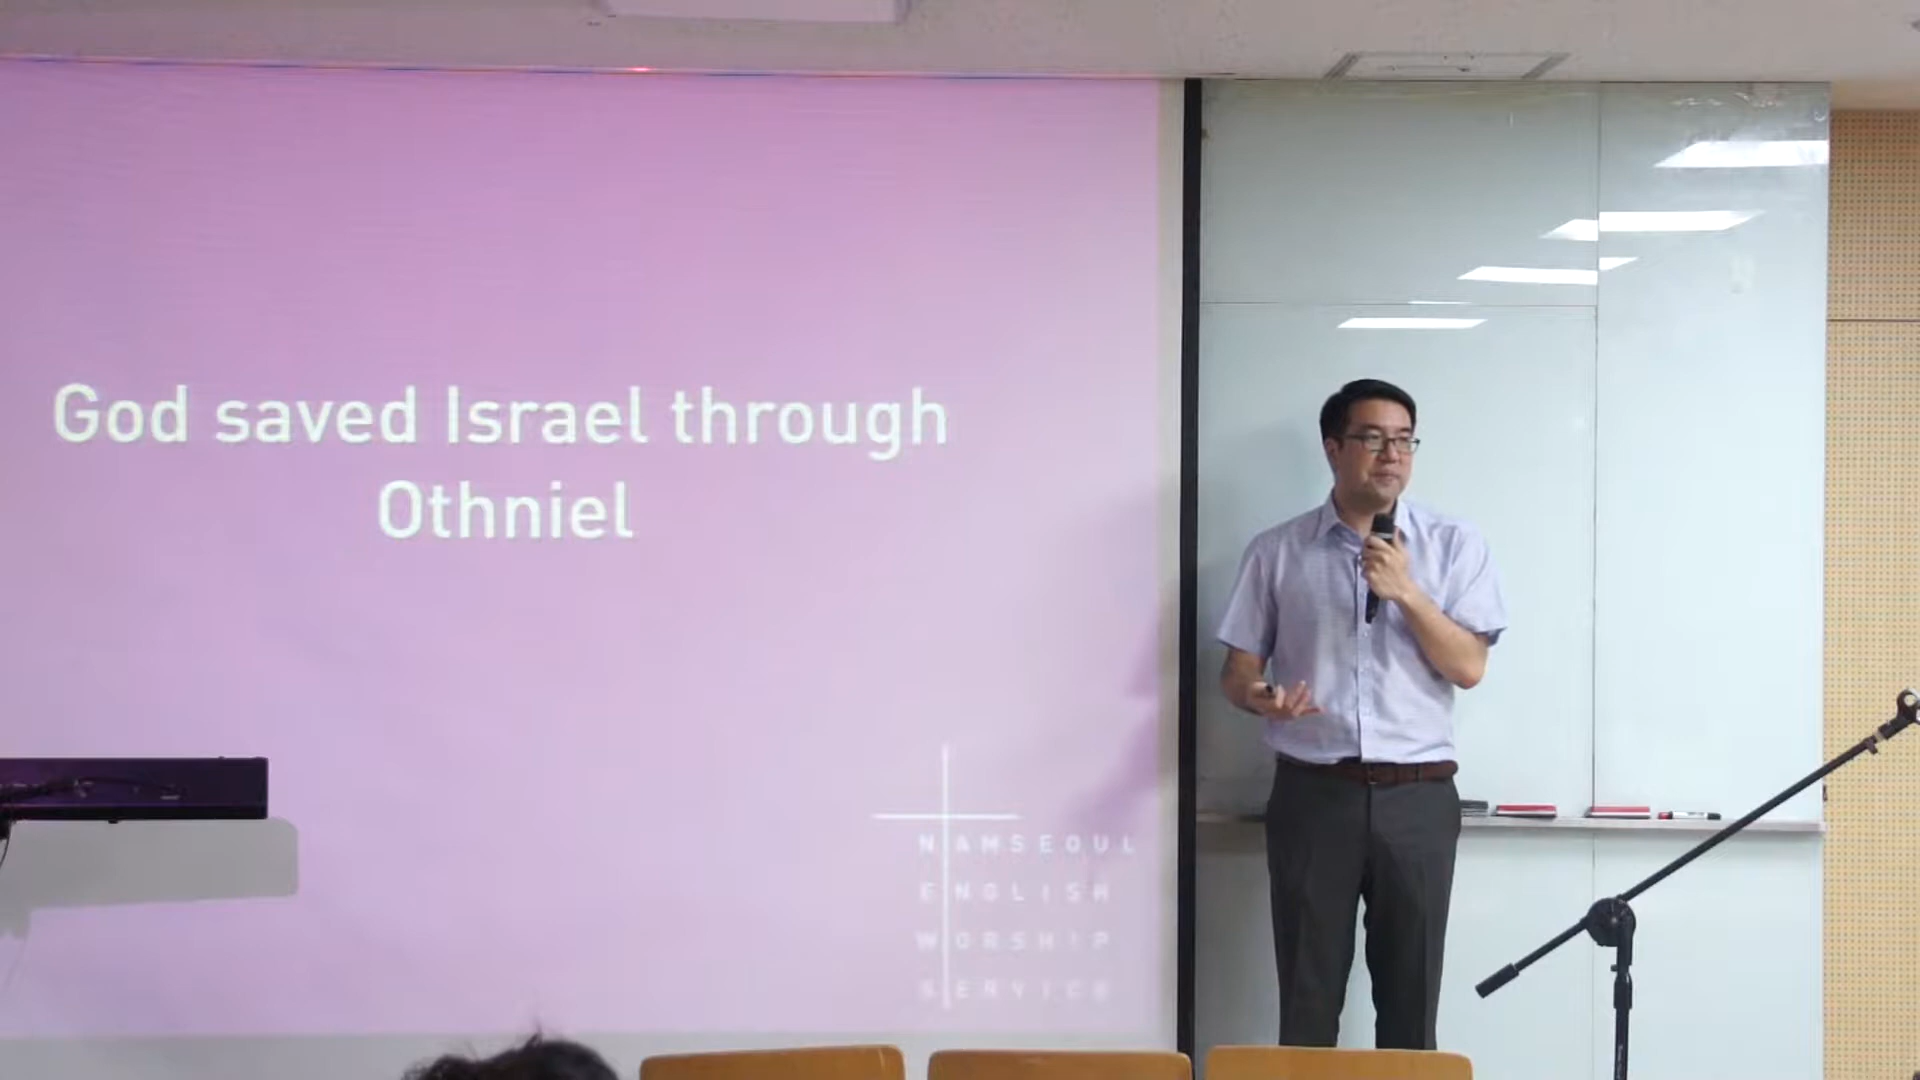 God saved Israel through
Othniel
NAMSEOUL
ENGLISH
WORSHIP
SERVICE